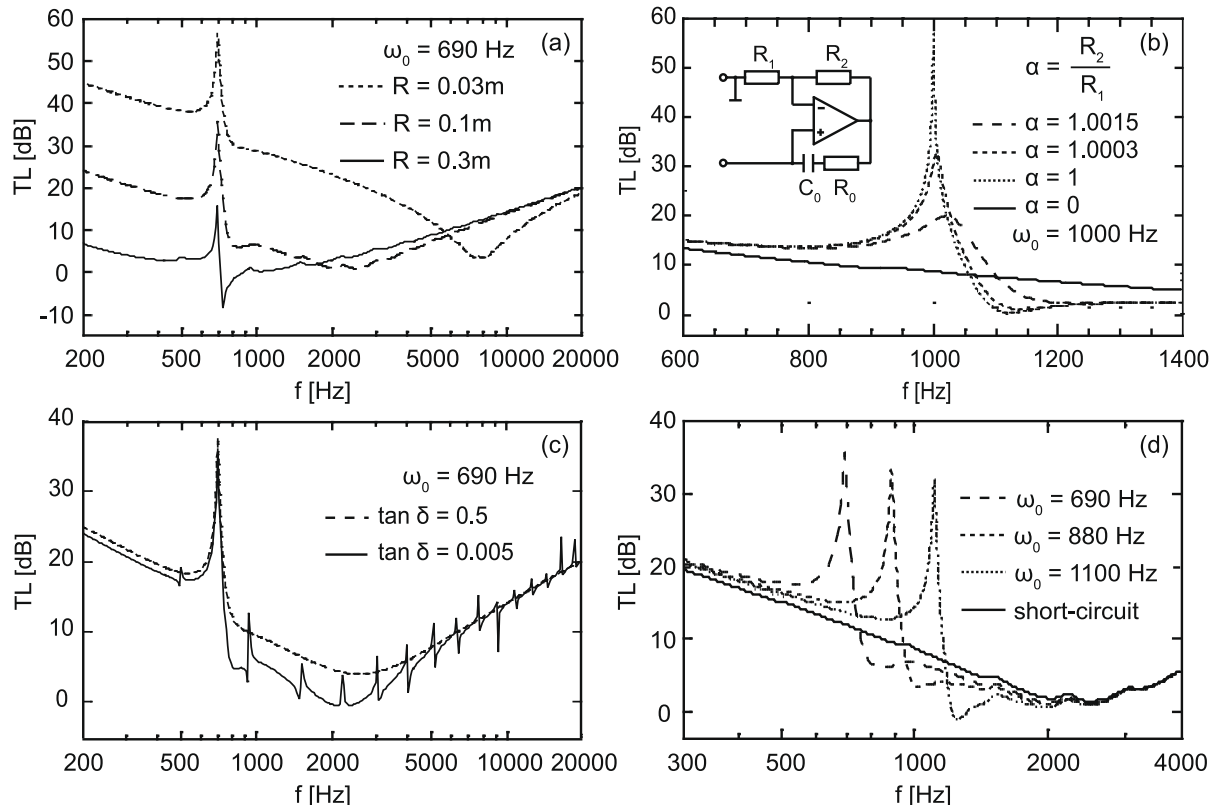 (a)
TL [dB]
60
50
40
30
20
10
0
-10
ω₀ = 690 Hz
R = 0.03m
R = 0.1m
R = 0.3m
200 500 1000 2000 5000 10000 20000
f [Hz]
(b)
TL [dB]
60
50
40
30
20
10
0
R₁ R₂
-
+
C₀ R₀
α = R₂
R₁
α = 1.0015
α = 1.0003
α = 1
α = 0
ω₀ = 1000 Hz
600 800 1000 1200 1400
f [Hz]
(c)
TL [dB]
40
30
20
10
0
ω₀ = 690 Hz
tan δ = 0.5
tan δ = 0.005
200 500 1000 2000 5000 10000 20000
f [Hz]
(d)
TL [dB]
40
30
20
10
0
ω₀ = 690 Hz
ω₀ = 880 Hz
ω₀ = 1100 Hz
short-circuit
300 500 1000 2000 4000
f [Hz]